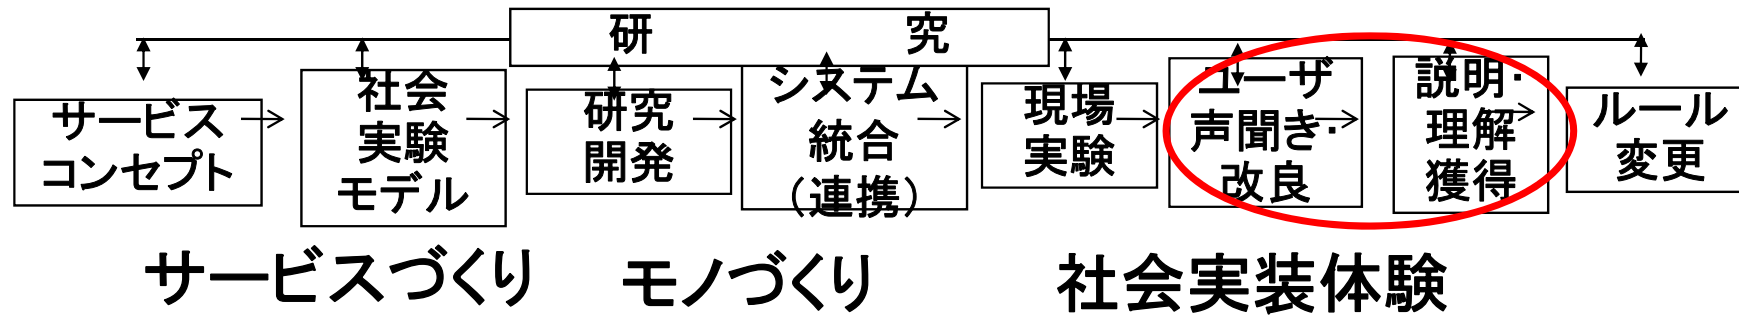 研　　究
サービス
コンセプト
社会
実験
モデル
研究
開発
システム
統合
（連携）
現場
実験
ユーザ
声聞き・
改良
説明・
理解
獲得
ルール
変更
サービスづくり
モノづくり
社会実装体験